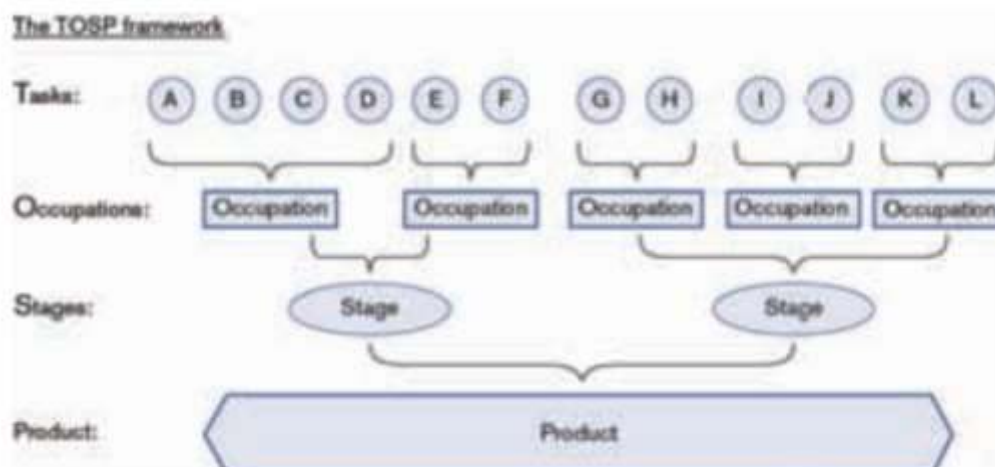 The TOSP framework
Tasks: A B C D E F G H I J K L
Occupations: Occupation Occupation Occupation Occupation Occupation
Stages: Stage Stage
Product: Product